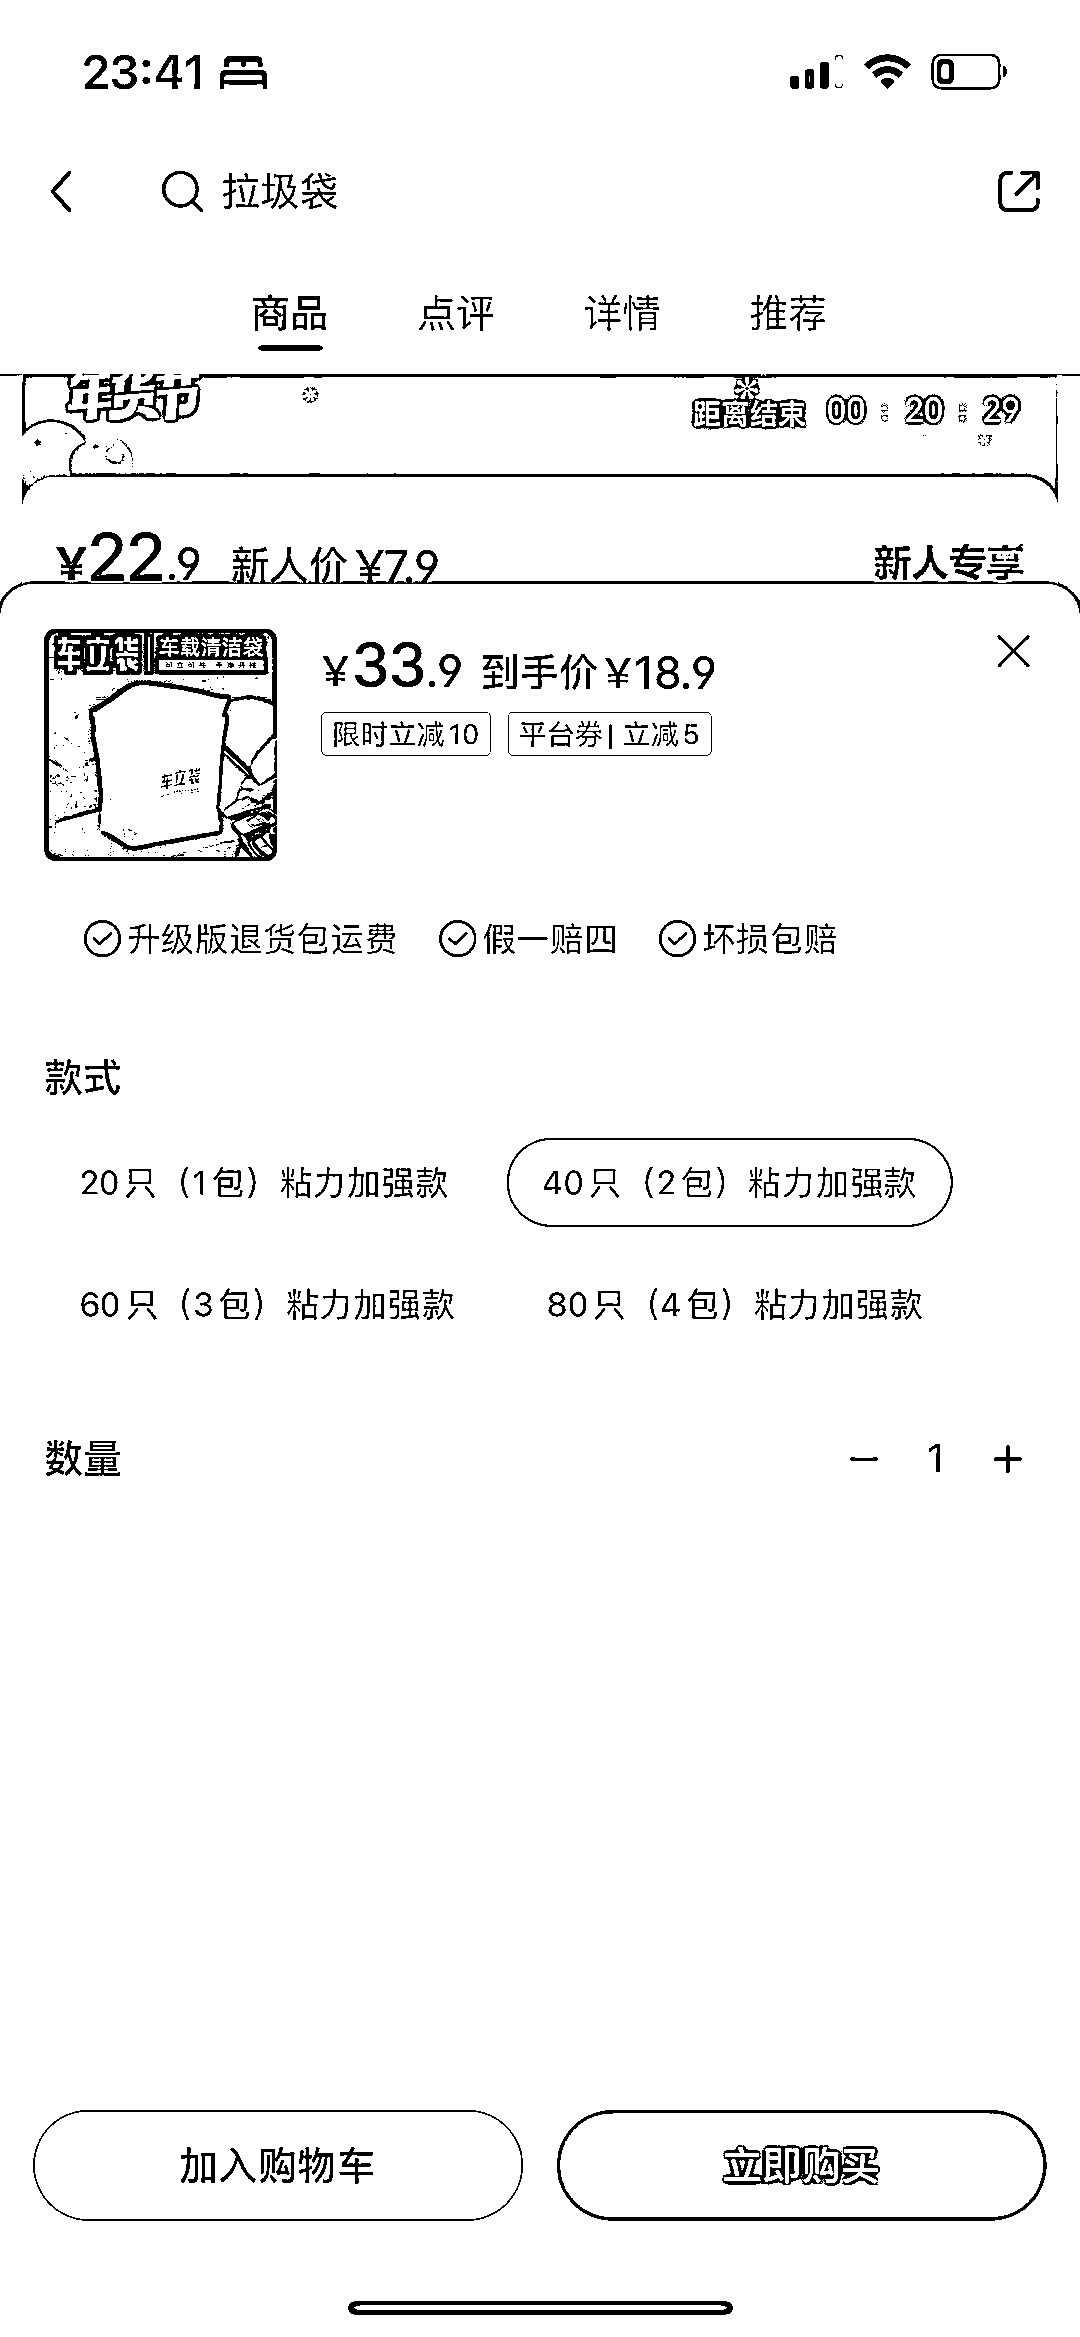 23:41
拉圾袋
商品 点评 详情 推荐
年货节
距离结束 00 : 20 : 29
¥22.9 新人价 ¥7.9 新人专享
车立袋 车载清洁袋
车立袋
¥33.9 到手价 ¥18.9
限时立减10 平台券 | 立减5
升级版退货包运费 假一赔四 坏损包赔
款式
20只（1包）粘力加强款 40只（2包）粘力加强款
60只（3包）粘力加强款 80只（4包）粘力加强款
数量 1
加入购物车 立即购买